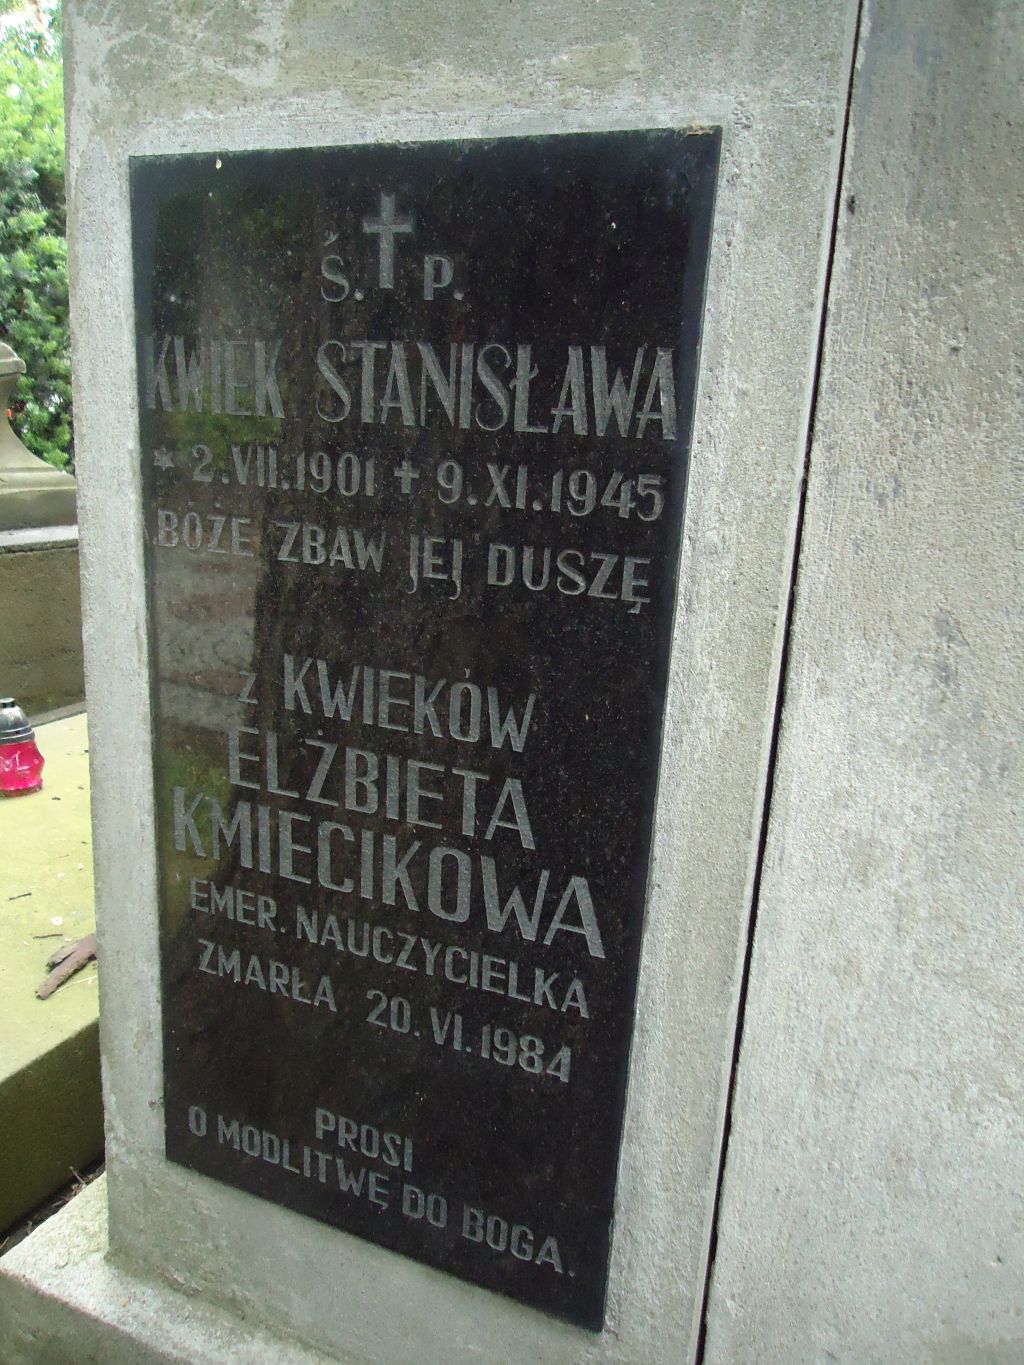 Ś. P.
KWIEK STANISŁAWA
* 2.VII.1901 + 9.XI.1945
BOŻE ZBAW JEJ DUSZĘ
Z KWIEKÓW
ELŻBIETA
KMIECIKOWA
EMER. NAUCZYCIELKA
ZMARŁA 20.VI.1984
PROSI
O MODLITWĘ DO BOGA.